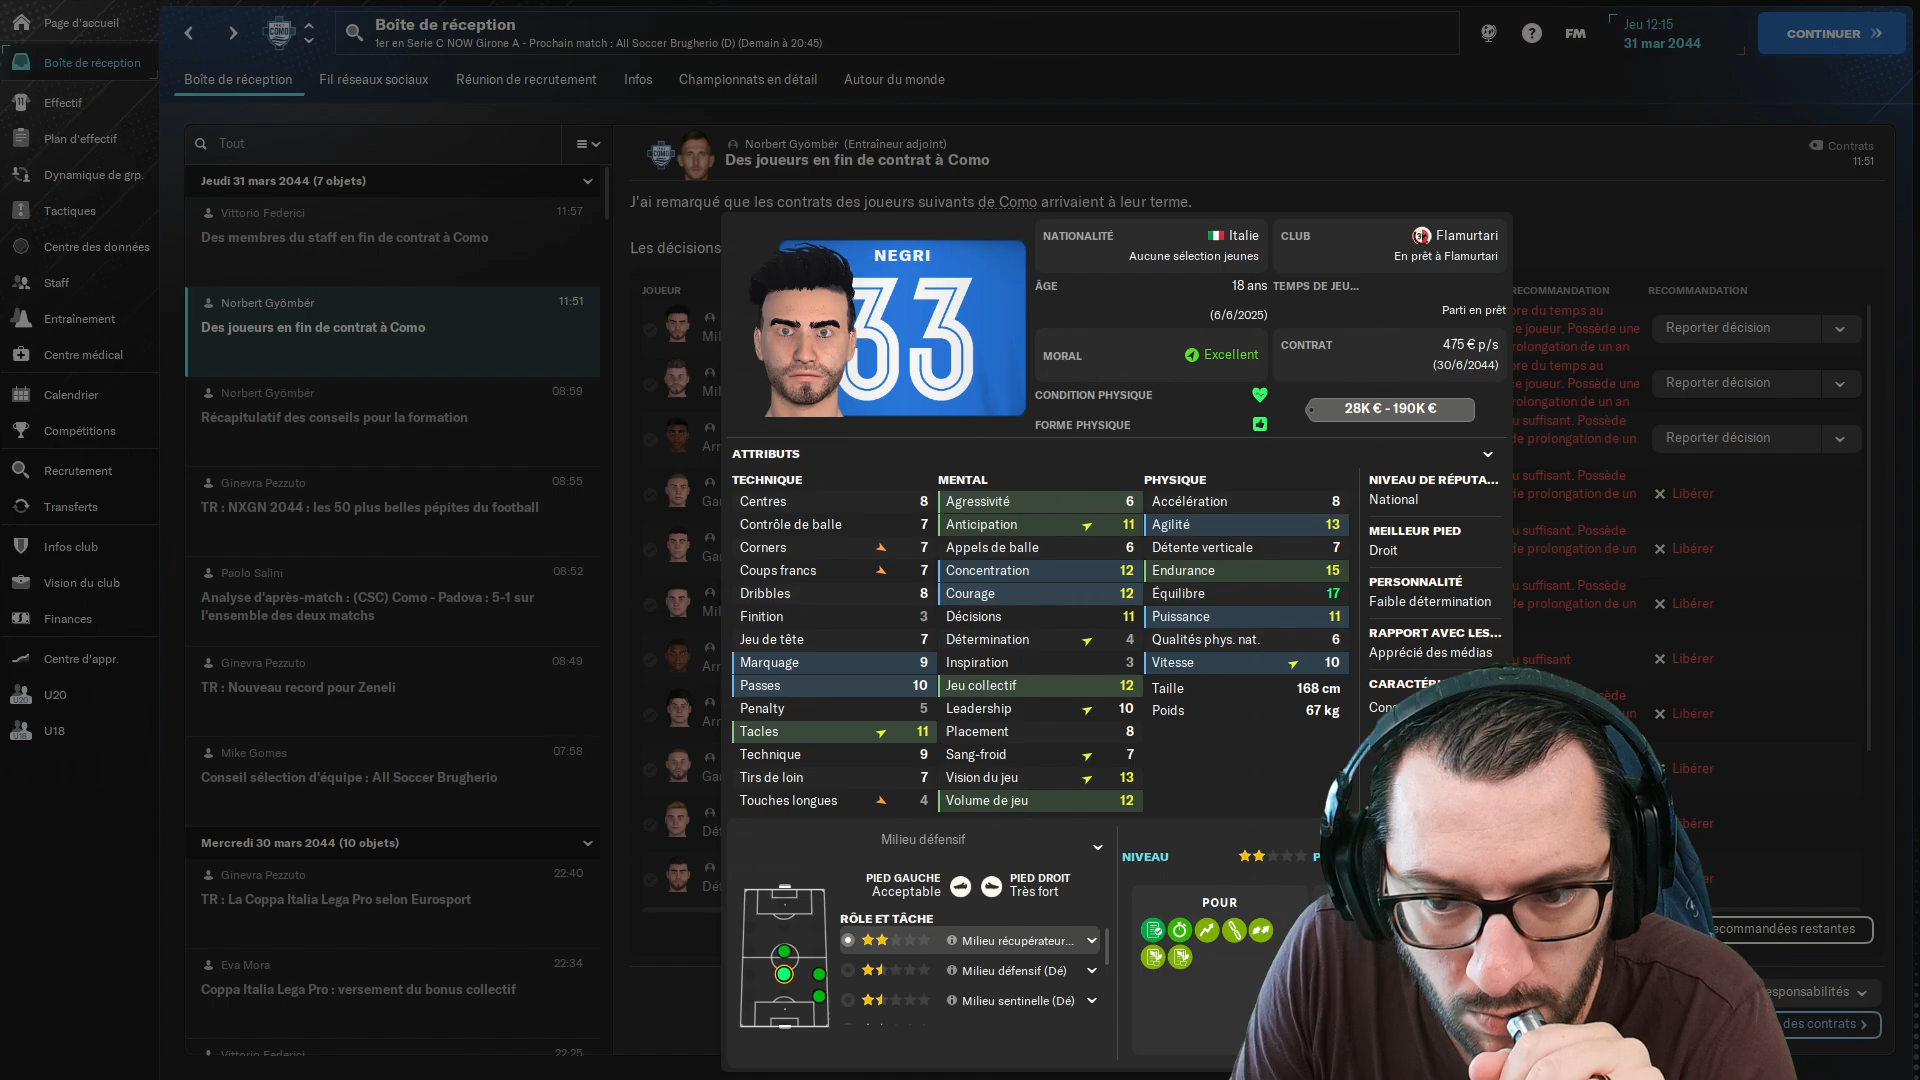 Page d'accueil
Boîte de réception
Effectif
Plan d'effectif
Dynamique de grp.
Tactiques
Centre des données
Staff
Entraînement
Centre médical
Calendrier
Compétitions
Recrutement
Transferts
Infos club
Vision du club
Finances
Centre d'appr.
U20
U18
Boîte de réception
1er en Serie C NOW Girone A - Prochain match : All Soccer Brugherio (D) (Demain à 20:45)
FM
Jeu 12:15
31 mar 2044
CONTINUER
Boîte de réception
Fil réseaux sociaux
Réunion de recrutement
Infos
Championnats en détail
Autour du monde
Tout
Jeudi 31 mars 2044 (7 objets)
Vittorio Federici 11:57
Des membres du staff en fin de contrat à Como
Norbert Gyömbér 11:51
Des joueurs en fin de contrat à Como
Norbert Gyömbér 08:59
Récapitulatif des conseils pour la formation
Ginevra Pezzuto 08:55
TR : NXGN 2044 : les 50 plus belles pépites du football
Paolo Salini 08:52
Analyse d'après-match : (CSC) Como - Padova : 5-1 sur
l'ensemble des deux matchs
Ginevra Pezzuto 08:49
TR : Nouveau record pour Zeneli
Mike Gomes 07:58
Conseil sélection d'équipe : All Soccer Brugherio
Mercredi 30 mars 2044 (10 objets)
Ginevra Pezzuto 22:40
TR : La Coppa Italia Lega Pro selon Eurosport
Eva Mora 22:34
Coppa Italia Lega Pro : versement du bonus collectif
Vittorio Federici 22:25
Norbert Gyömbér (Entraîneur adjoint)
Des joueurs en fin de contrat à Como
Contrats
11:51
J'ai remarqué que les contrats des joueurs suivants de Como arrivaient à leur terme.
Les décisions
JOUEUR
RECOMMANDATION
RECOMMANDATION
Reporter décision
Reporter décision
Reporter décision
Libérer
Libérer
Libérer
Libérer
Libérer
Libérer
NEGRI
33
NATIONALITÉ Italie
Aucune sélection jeunes
CLUB Flamurtari
En prêt à Flamurtari
ÂGE 18 ans
(6/6/2025)
TEMPS DE JEU...
Parti en prêt
MORAL Excellent
CONTRAT 475 € p/s
(30/6/2044)
CONDITION PHYSIQUE
FORME PHYSIQUE
28K € - 190K €
ATTRIBUTS
TECHNIQUE
Centres 8
Contrôle de balle 7
Corners 7
Coups francs 7
Dribbles 8
Finition 3
Jeu de tête 7
Marquage 9
Passes 10
Penalty 5
Tacles 11
Technique 9
Tirs de loin 7
Touches longues 4
MENTAL
Agressivité 6
Anticipation 11
Appels de balle 6
Concentration 12
Courage 12
Décisions 11
Détermination 4
Inspiration 3
Jeu collectif 12
Leadership 10
Placement 8
Sang-froid 7
Vision du jeu 13
Volume de jeu 12
PHYSIQUE
Accélération 8
Agilité 13
Détente verticale 7
Endurance 15
Équilibre 17
Puissance 11
Qualités phys. nat. 6
Vitesse 10
Taille 168 cm
Poids 67 kg
NIVEAU DE RÉPUTA...
National
MEILLEUR PIED
Droit
PERSONNALITÉ
Faible détermination
RAPPORT AVEC LES...
Apprécié des médias
Milieu défensif
PIED GAUCHE
Acceptable
PIED DROIT
Très fort
RÔLE ET TÂCHE
Milieu récupérateur...
Milieu défensif (Dé)
Milieu sentinelle (Dé)
NIVEAU
POUR
ecommandées restantes
esponsabilités
des contrats